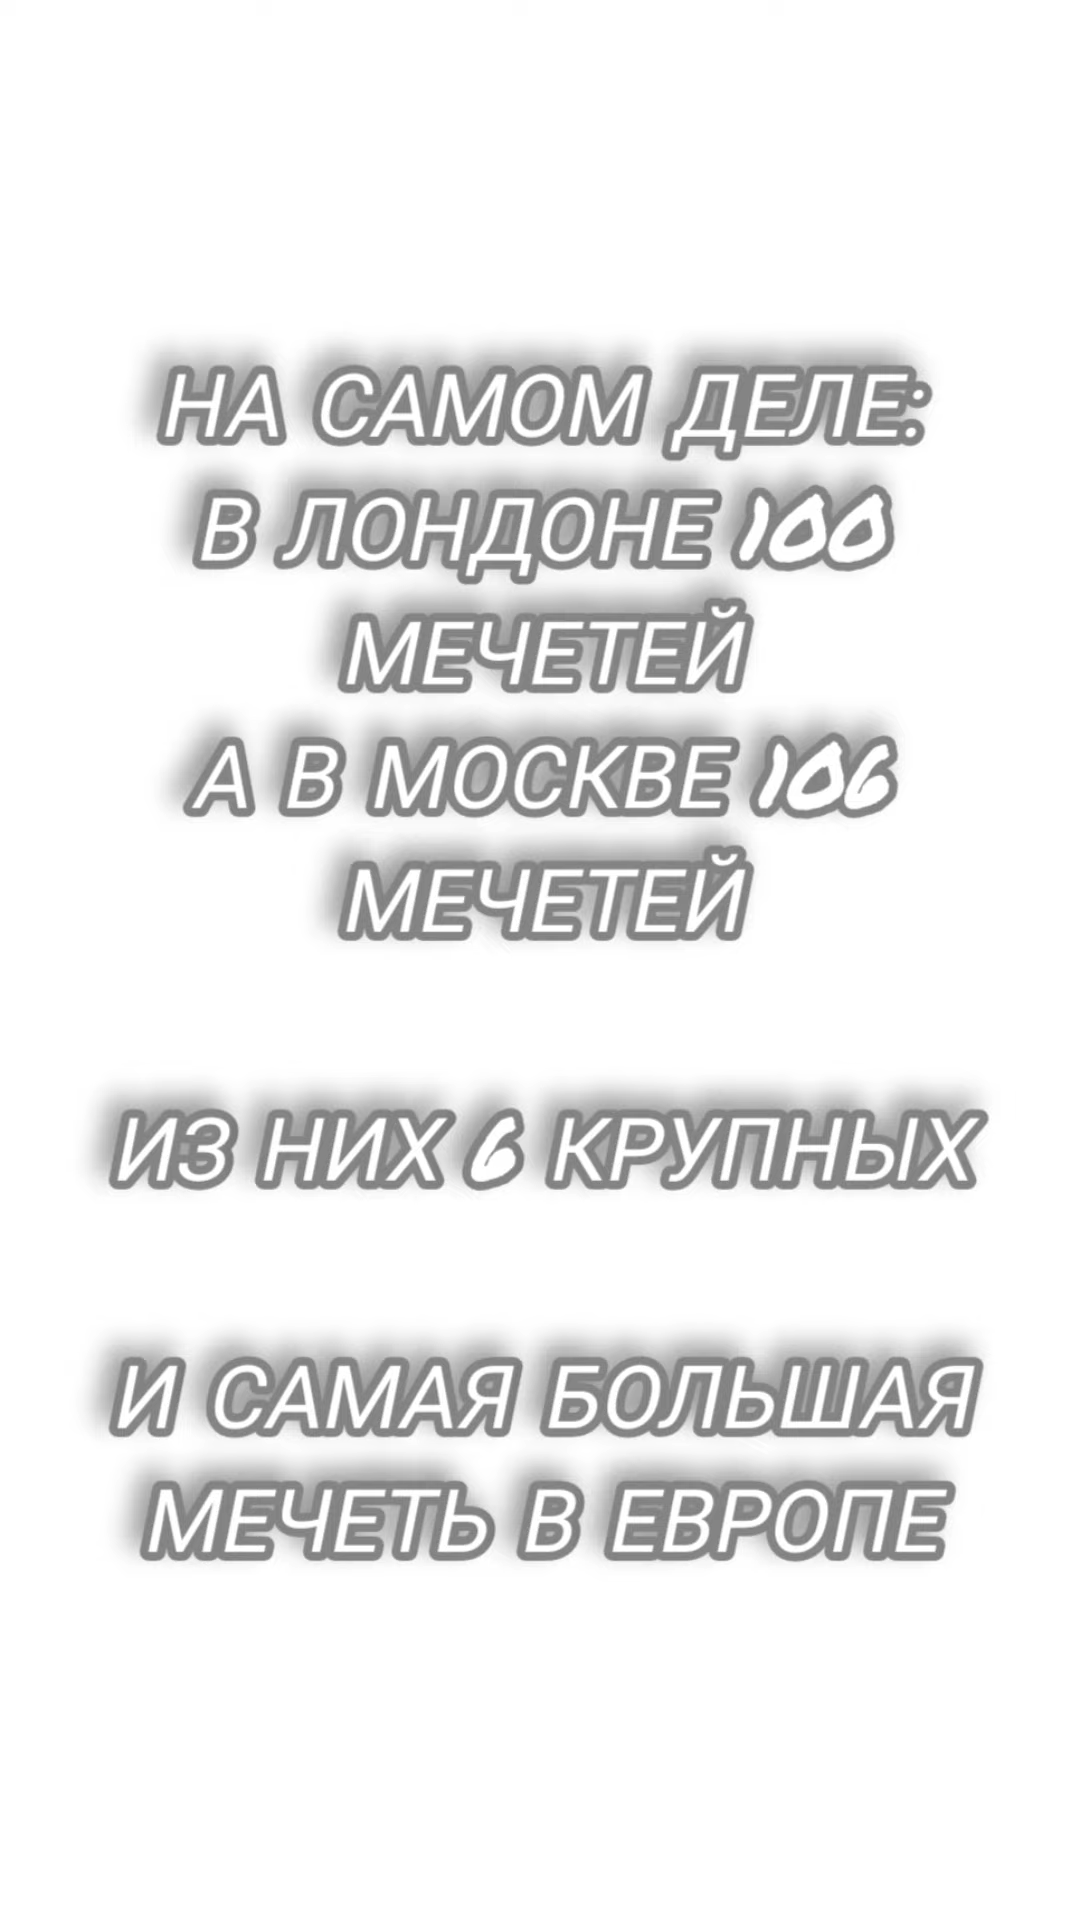 НА САМОМ ДЕЛЕ:
В ЛОНДОНЕ 100
МЕЧЕТЕЙ
А В МОСКВЕ 106
МЕЧЕТЕЙ
ИЗ НИХ 6 КРУПНЫХ
И САМАЯ БОЛЬШАЯ
МЕЧЕТЬ В ЕВРОПЕ